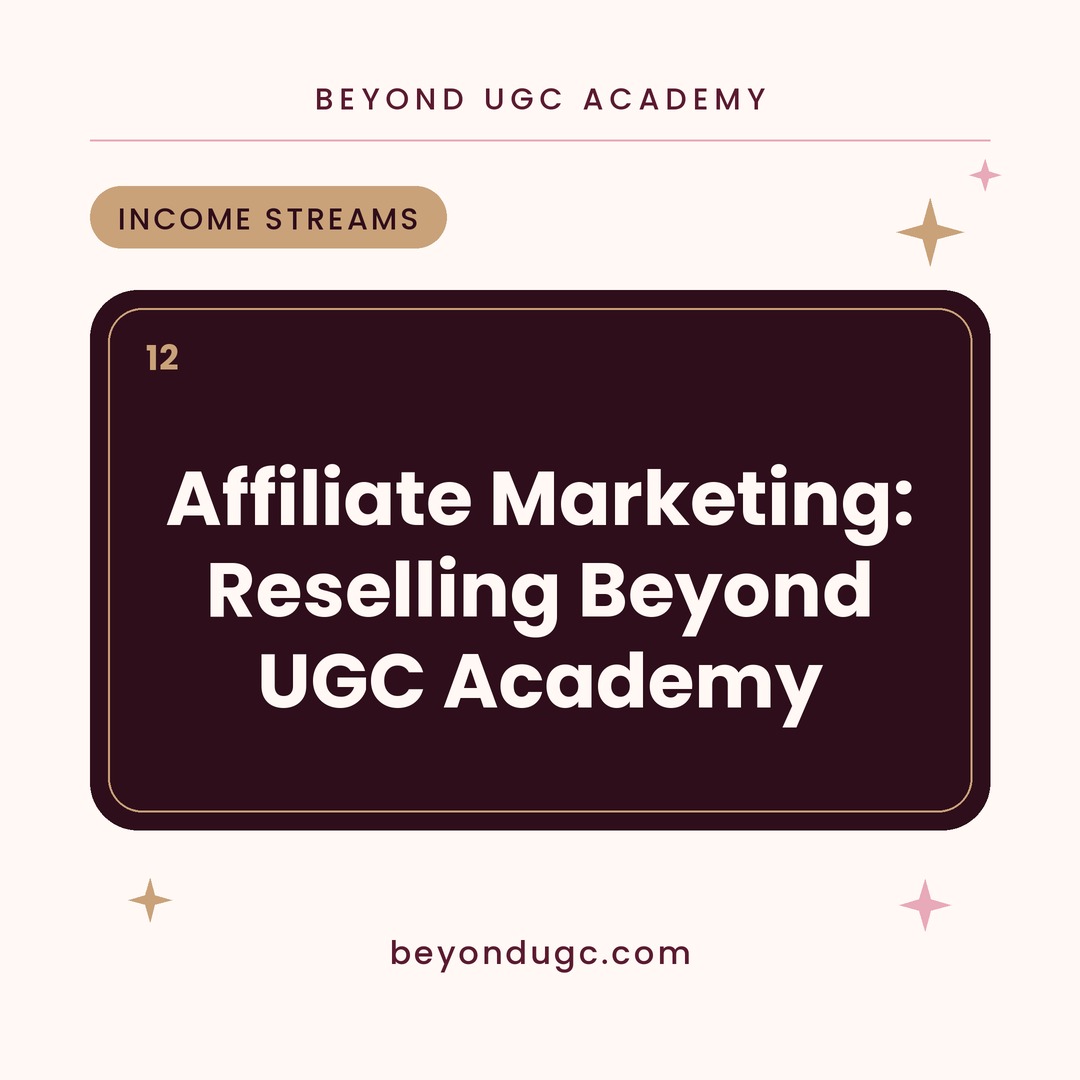 BEYOND UGC ACADEMY
INCOME STREAMS
12
Affiliate Marketing:
Reselling Beyond
UGC Academy
beyondugc.com